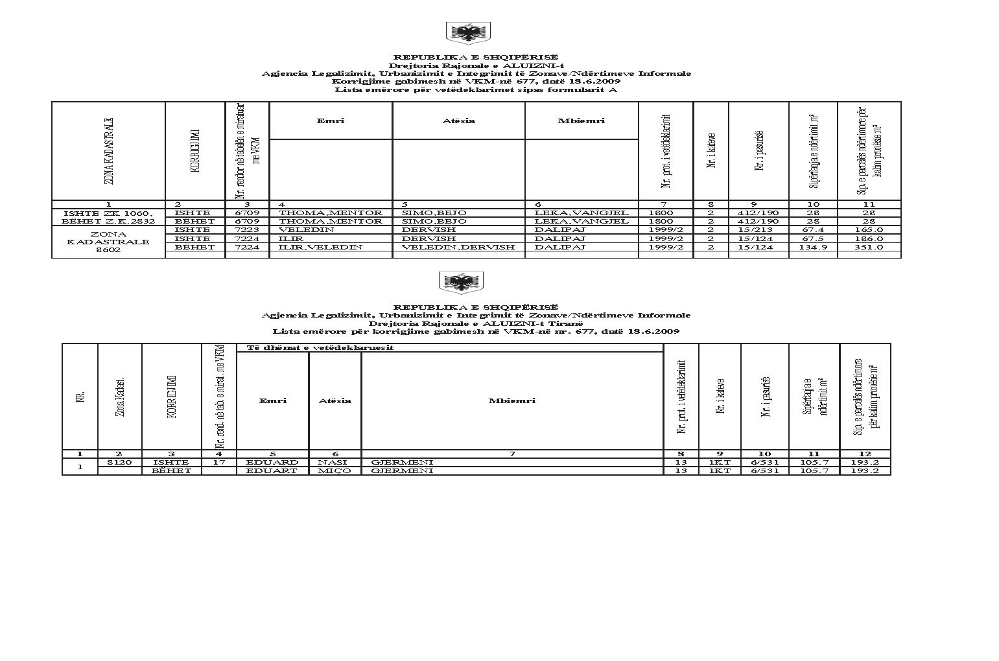 REPUBLIKA E SHQIPËRISË
Drejtoria Rajonale e ALUIZNI-t
Agjencia Legalizimit, Urbanizimit e Integrimit të Zonave/Ndërtimeve Informale
Korrigjime gabimesh në VKM-në 677, datë 18.6.2009
Lista emërore për vetëdeklarimet sipas formularit A
ZONA KADASTRALE KORRIGJIMI Nr. rendor në tabelën e miratuar me VKM Emri Atësia Mbiemri Nr. prot. i vetëdeklarimit Nr. i kateve Nr. i pasurisë Sipërfaqja e ndërtimit m² Sip. e parcelës ndërtimore për kalim pronësie m²
1 2 3 4 5 6 7 8 9 10 11
ISHTE ZK 1060, ISHTE 6709 THOMA,MENTOR SIMO,BEJO LEKA,VANGJEL 1800 2 412/190 28 28
BËHET Z.K.2832 BËHET 6709 THOMA,MENTOR SIMO,BEJO LEKA,VANGJEL 1800 2 412/190 28 28
ZONA KADASTRALE 8602 ISHTE 7223 VELEDIN DERVISH DALIPAJ 1999/2 2 15/213 67.4 165.0
ISHTE 7224 ILIR DERVISH DALIPAJ 1999/2 2 15/124 67.5 186.0
BËHET 7224 ILIR,VELEDIN VELEDIN,DERVISH DALIPAJ 1999/2 2 15/124 134.9 351.0
REPUBLIKA E SHQIPËRISË
Agjencia Legalizimit, Urbanizimit e Integrimit të Zonave/Ndërtimeve Informale
Drejtoria Rajonale e ALUIZNI-t Tiranë
Lista emërore për korrigjime gabimesh në VKM-në nr. 677, datë 18.6.2009
Të dhënat e vetëdeklaruesit
NR. Zona Kadast. KORRIGJIMI Nr. rend. në tab. e mirat. me VKM Emri Atësia Mbiemri Nr. prot. i vetëdeklarimit Nr. i kateve Nr. i pasurisë Sipërfaqja e ndërtimit m² Sip. e parcelës ndërtimore për kalim pronësie m²
1 2 3 4 5 6 7 8 9 10 11 12
1 8120 ISHTE 17 EDUARD NASI GJERMENI 13 1KT 6/531 105.7 193.2
BËHET EDUART MIÇO GJERMENI 13 1KT 6/531 105.7 193.2